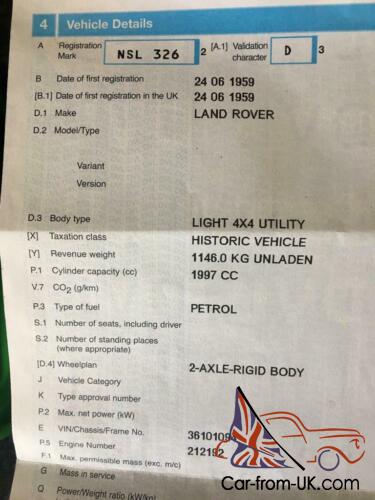 4 Vehicle Details
A Registration Mark NSL 326 2 [A.1] Validation character D 3
B Date of first registration 24 06 1959
[B.1] Date of first registration in the UK 24 06 1959
D.1 Make LAND ROVER
D.2 Model/Type
Variant
Version
D.3 Body type LIGHT 4X4 UTILITY
[X] Taxation class HISTORIC VEHICLE
[Y] Revenue weight 1146.0 KG UNLADEN
P.1 Cylinder capacity (cc) 1997 CC
V.7 CO2 (g/km)
P.3 Type of fuel PETROL
S.1 Number of seats, including driver
S.2 Number of standing places
(where appropriate)
[D.4] Wheelplan 2-AXLE-RIGID BODY
J Vehicle Category
K Type approval number
P.2 Max. net power (kW)
E VIN/Chassis/Frame No.
P.5 Engine Number
F.1 Max. permissible mass (exc. m/c)
G Mass in service
Q Power/Weight ratio
Car-from-UK.com